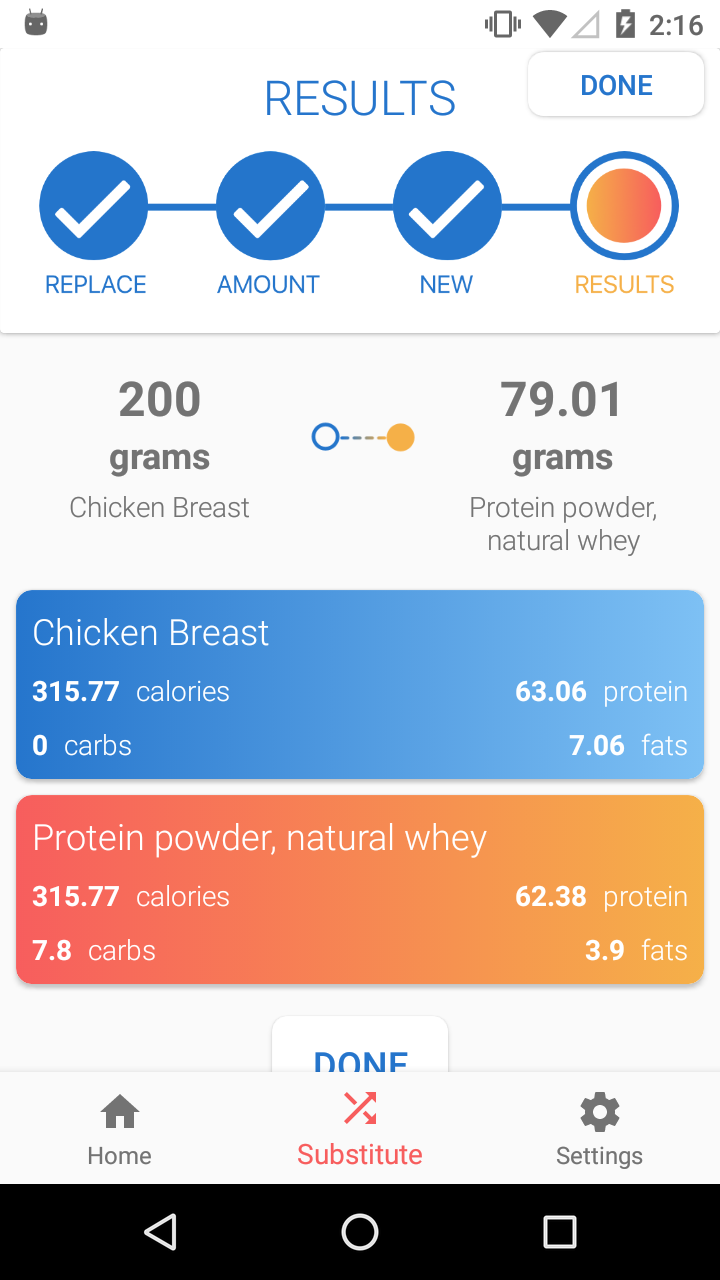 2:16
RESULTS
DONE
REPLACE
AMOUNT
NEW
RESULTS
200
grams
Chicken Breast
79.01
grams
Protein powder,
natural whey
Chicken Breast
315.77 calories
63.06 protein
0 carbs
7.06 fats
Protein powder, natural whey
315.77 calories
62.38 protein
7.8 carbs
3.9 fats
DONE
Home
Substitute
Settings